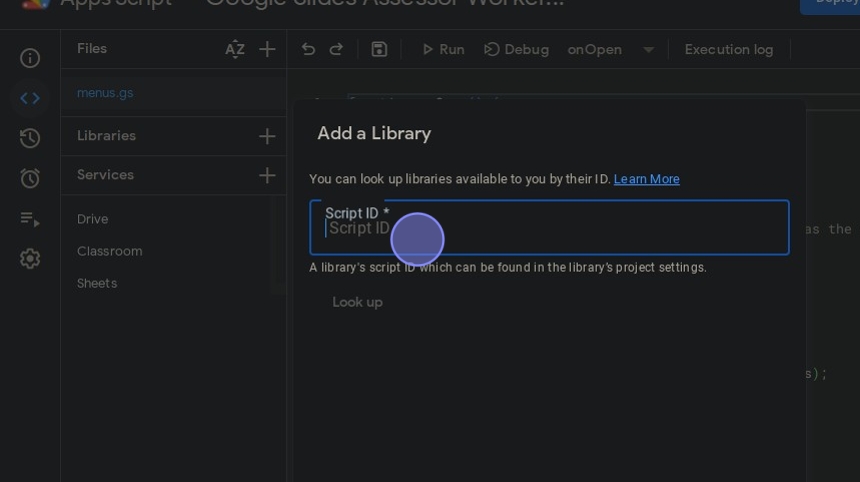 Apps Script
Google Slides Assessor Worker...
Deploy
Files
AZ
Run
Debug
onOpen
Execution log
menus.gs
Libraries
Add a Library
Services
You can look up libraries available to you by their ID. Learn More
Script ID *
Script ID
Drive
as the
Classroom
A library's script ID which can be found in the library's project settings.
Sheets
Look up
s);